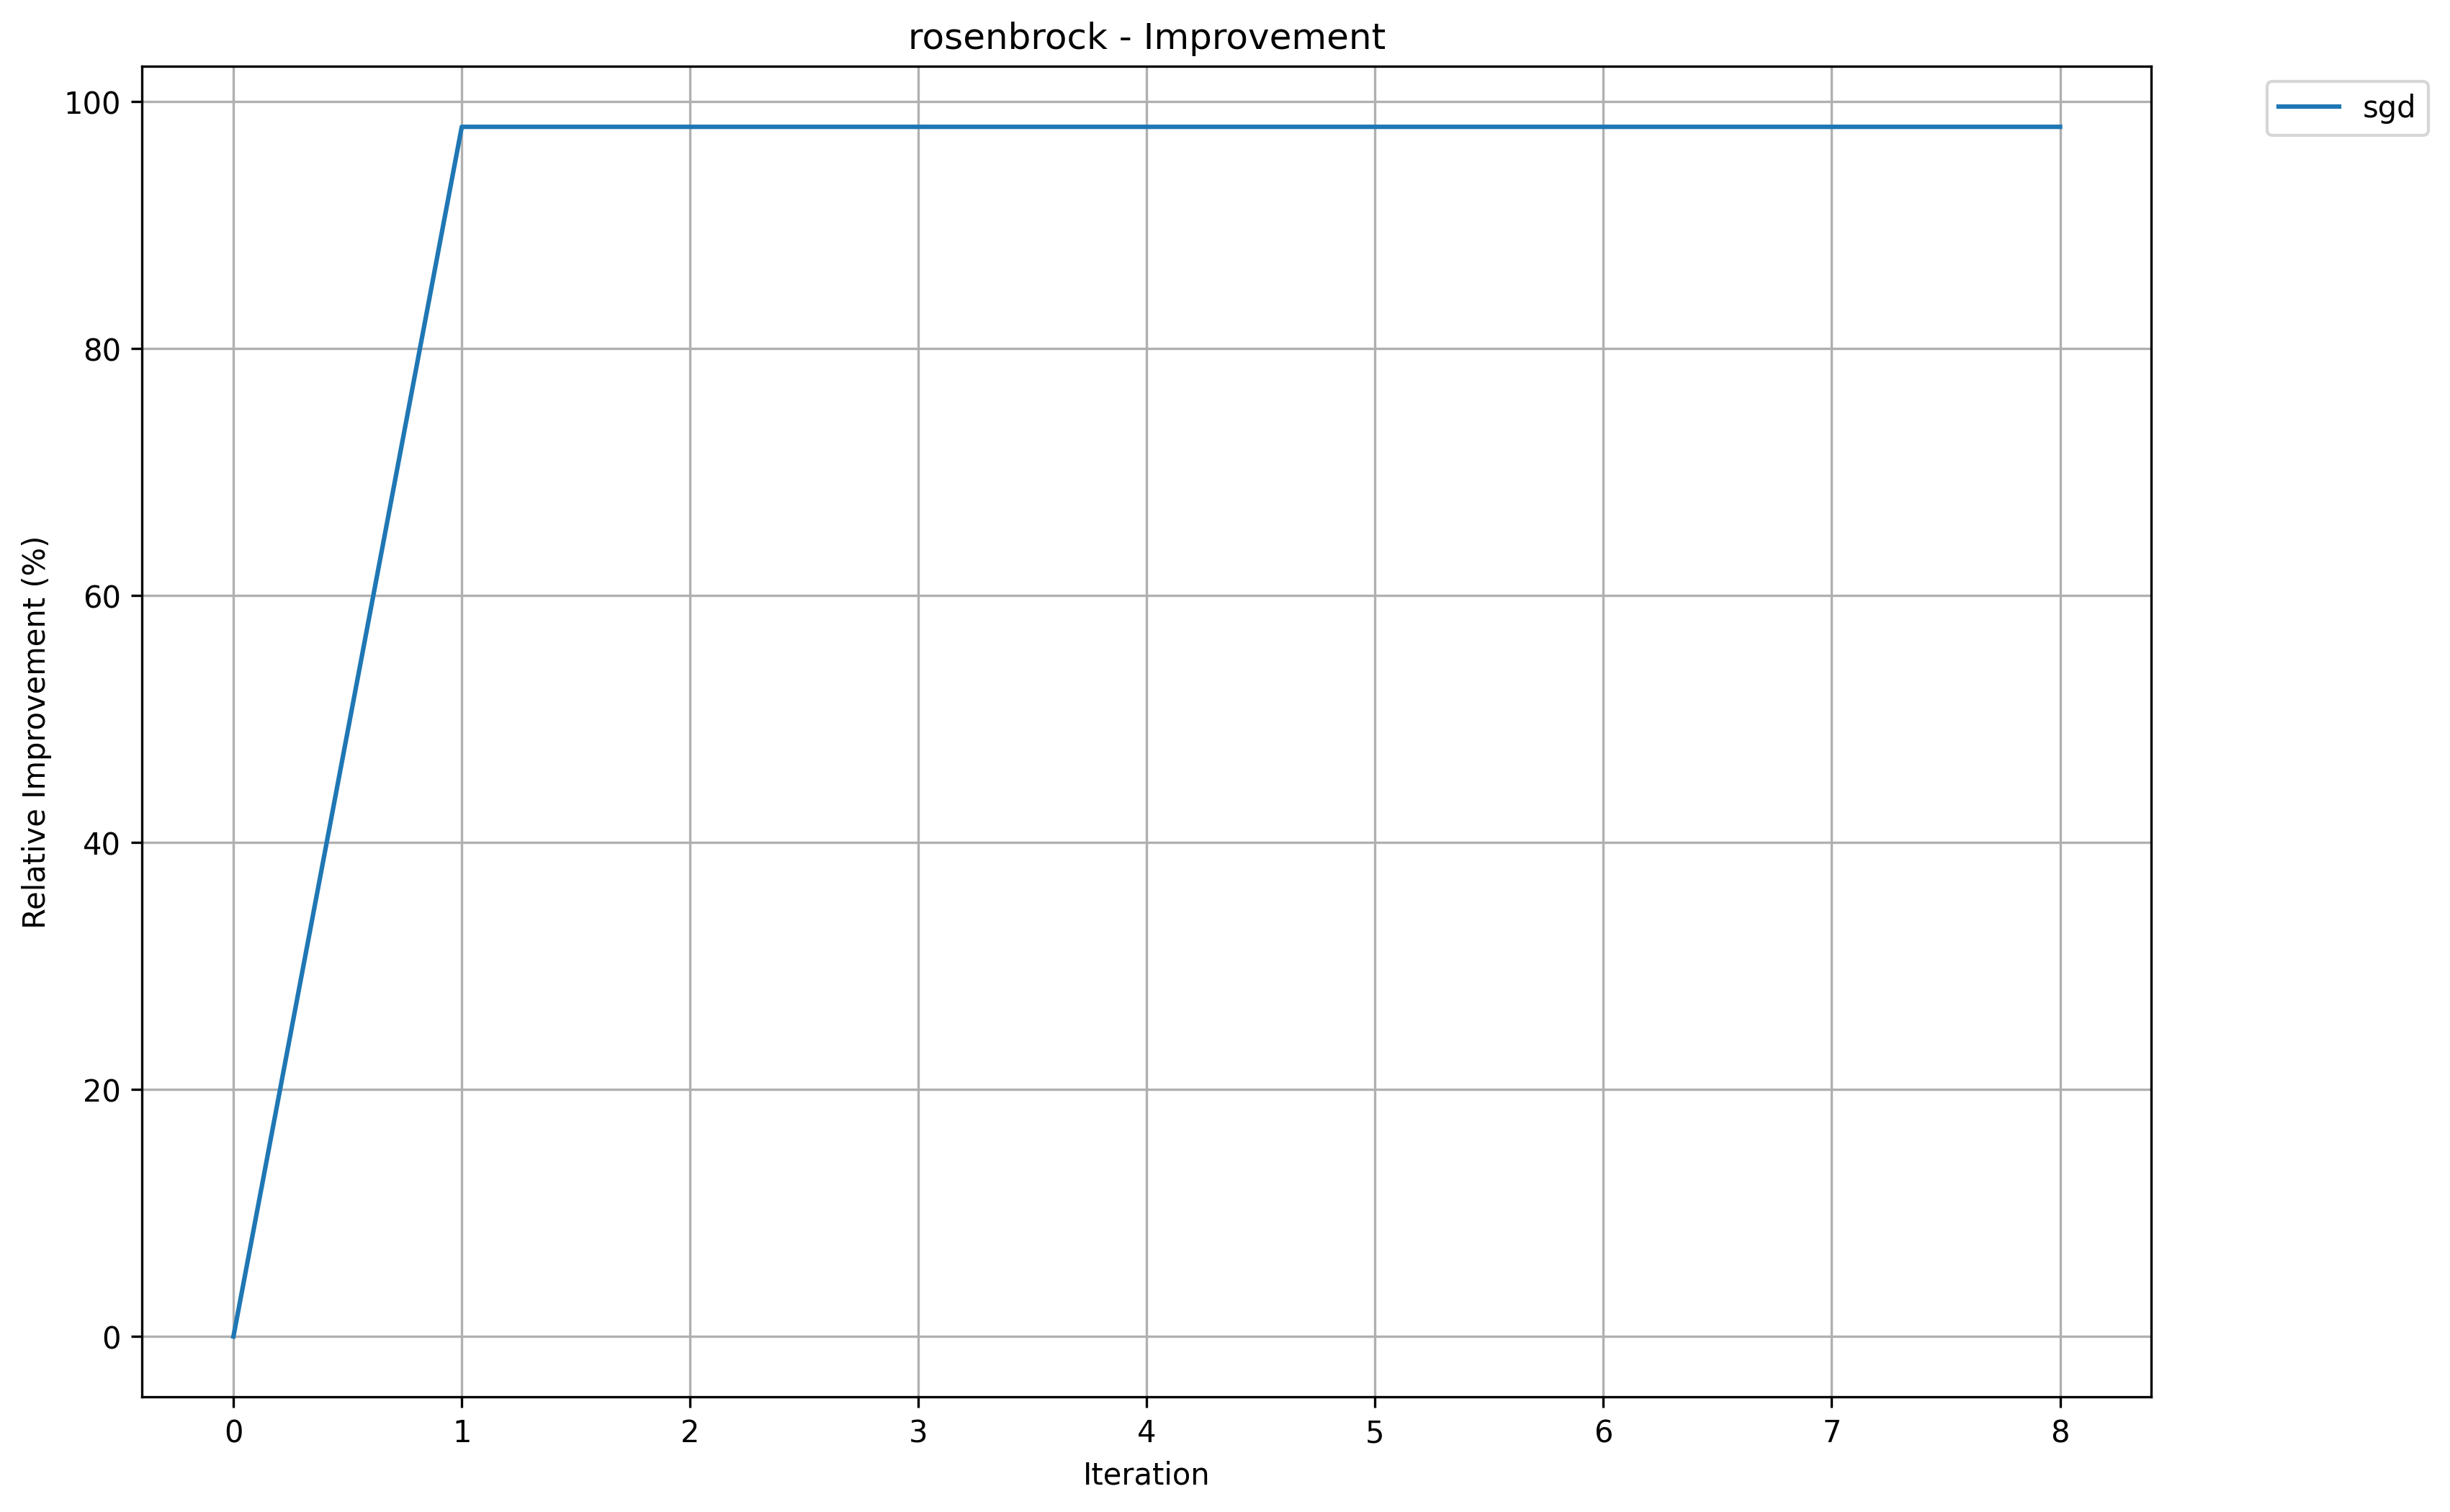 rosenbrock - Improvement
sgd
Relative Improvement (%)
100
80
60
40
20
0
0 1 2 3 4 5 6 7 8
Iteration